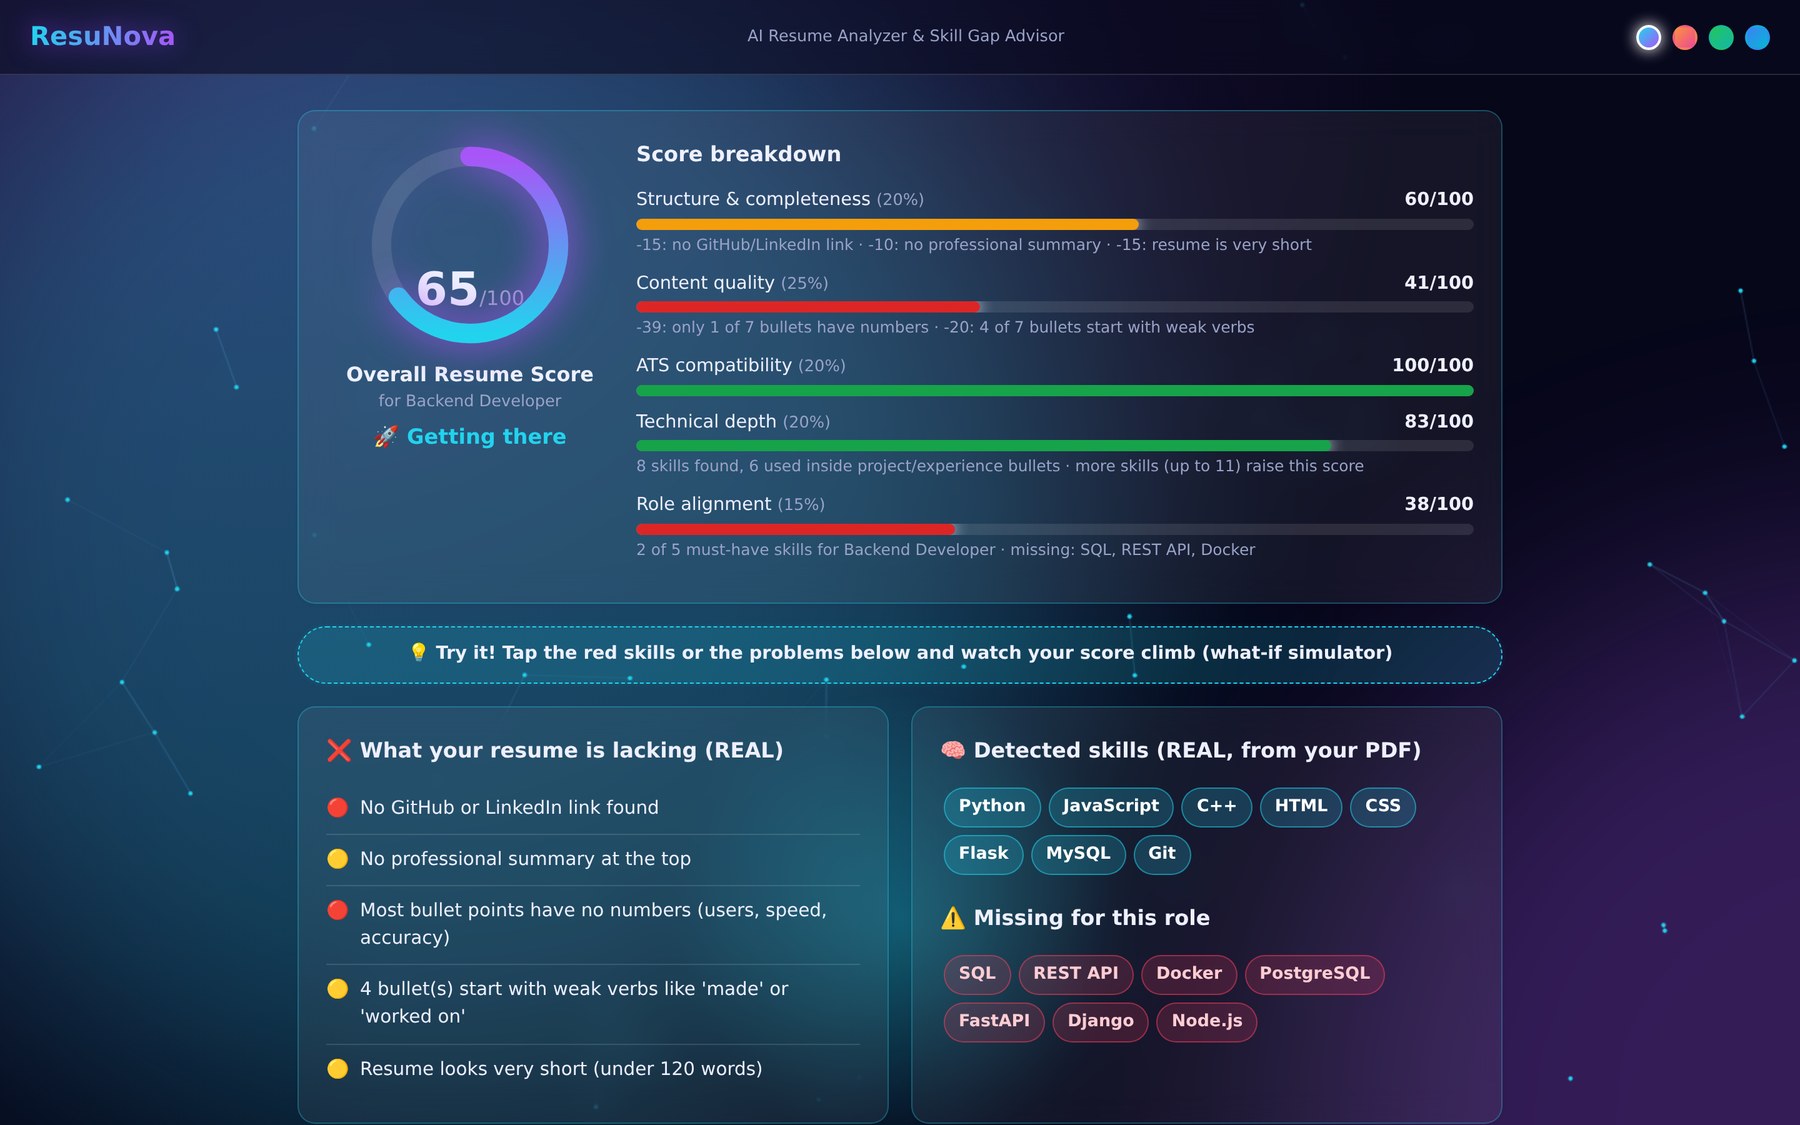 ResuNova
AI Resume Analyzer & Skill Gap Advisor
65/100
Overall Resume Score
for Backend Developer
🚀 Getting there
Score breakdown
Structure & completeness (20%) 60/100
-15: no GitHub/LinkedIn link · -10: no professional summary · -15: resume is very short
Content quality (25%) 41/100
-39: only 1 of 7 bullets have numbers · -20: 4 of 7 bullets start with weak verbs
ATS compatibility (20%) 100/100
Technical depth (20%) 83/100
8 skills found, 6 used inside project/experience bullets · more skills (up to 11) raise this score
Role alignment (15%) 38/100
2 of 5 must-have skills for Backend Developer · missing: SQL, REST API, Docker
💡 Try it! Tap the red skills or the problems below and watch your score climb (what-if simulator)
❌ What your resume is lacking (REAL)
🔴 No GitHub or LinkedIn link found
🟡 No professional summary at the top
🔴 Most bullet points have no numbers (users, speed,
accuracy)
🟡 4 bullet(s) start with weak verbs like 'made' or
'worked on'
🟡 Resume looks very short (under 120 words)
🧠 Detected skills (REAL, from your PDF)
Python JavaScript C++ HTML CSS
Flask MySQL Git
⚠️ Missing for this role
SQL REST API Docker PostgreSQL
FastAPI Django Node.js